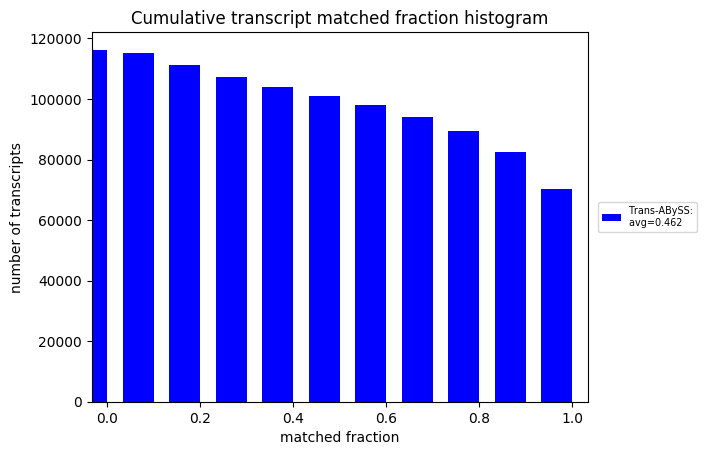 Cumulative transcript matched fraction histogram
120000
100000
80000
60000
40000
20000
0
number of transcripts
0.0 0.2 0.4 0.6 0.8 1.0
matched fraction
Trans-ABySS:
avg=0.462